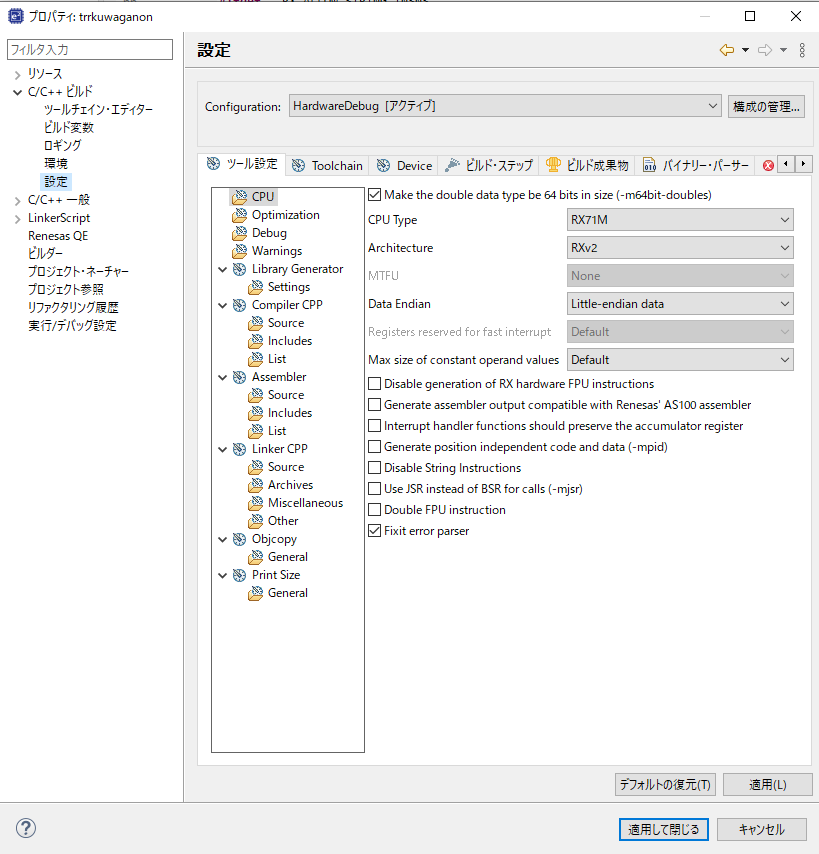 プロパティ: trrkuwaganon
フィルタ入力
リソース
C/C++ ビルド
ツールチェイン・エディター
ビルド変数
ロギング
環境
設定
C/C++ 一般
LinkerScript
Renesas QE
ビルダー
プロジェクト・ネーチャー
プロジェクト参照
リファクタリング履歴
実行/デバッグ設定
設定
Configuration:
HardwareDebug [アクティブ]
構成の管理...
ツール設定
Toolchain
Device
ビルド・ステップ
ビルド成果物
バイナリー・パーサー
CPU
Optimization
Debug
Warnings
Library Generator
Settings
Compiler CPP
Source
Includes
List
Assembler
Source
Includes
List
Linker CPP
Source
Archives
Miscellaneous
Other
Objcopy
General
Print Size
General
Make the double data type be 64 bits in size (-m64bit-doubles)
CPU Type
RX71M
Architecture
RXv2
MTFU
None
Data Endian
Little-endian data
Registers reserved for fast interrupt
Default
Max size of constant operand values
Default
Disable generation of RX hardware FPU instructions
Generate assembler output compatible with Renesas' AS100 assembler
Interrupt handler functions should preserve the accumulator register
Generate position independent code and data (-mpid)
Disable String Instructions
Use JSR instead of BSR for calls (-mjsr)
Double FPU instruction
Fixit error parser
デフォルトの復元(T)
適用(L)
適用して閉じる
キャンセル